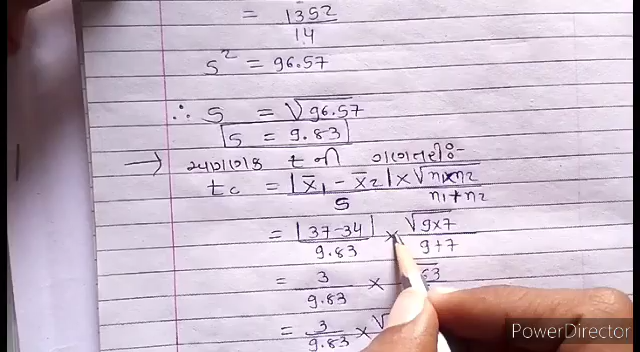 = 1352/14
s² = 96.57
∴ s = √96.57
s = 9.83
→ t ની ગણતરી:-
tc = |x̄₁ - x̄₂|/s × √n₁×n₂/n₁+n₂
= |37-34|/9.83 × √9×7/9+7
= 3/9.83 × 63
= 3/9.83 × √
PowerDirector